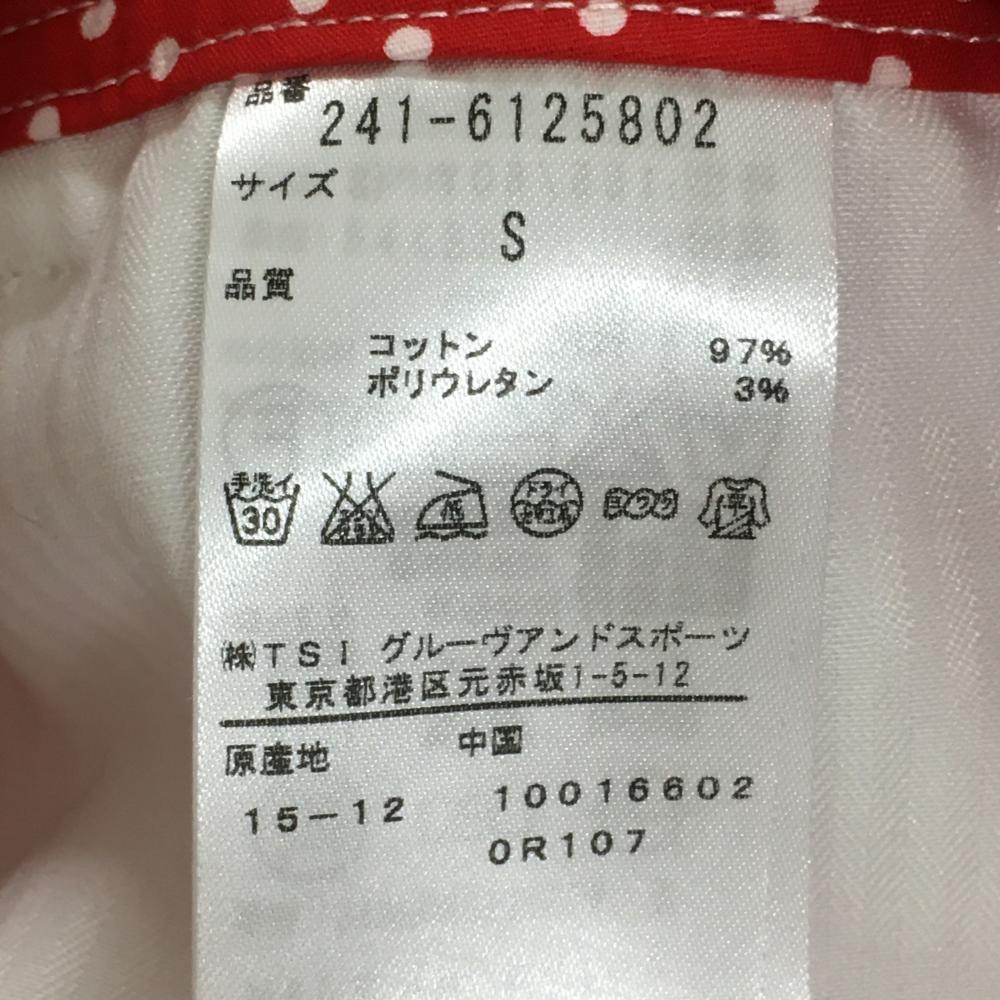 品番
241-6125802
サイズ
S
品質
コットン 97%
ポリウレタン 3%
手洗イ
30 ドライ
㈱TSI グルーヴアンドスポーツ
東京都港区元赤坂1-5-12
原産地 中国
15-12 10016602
0R107